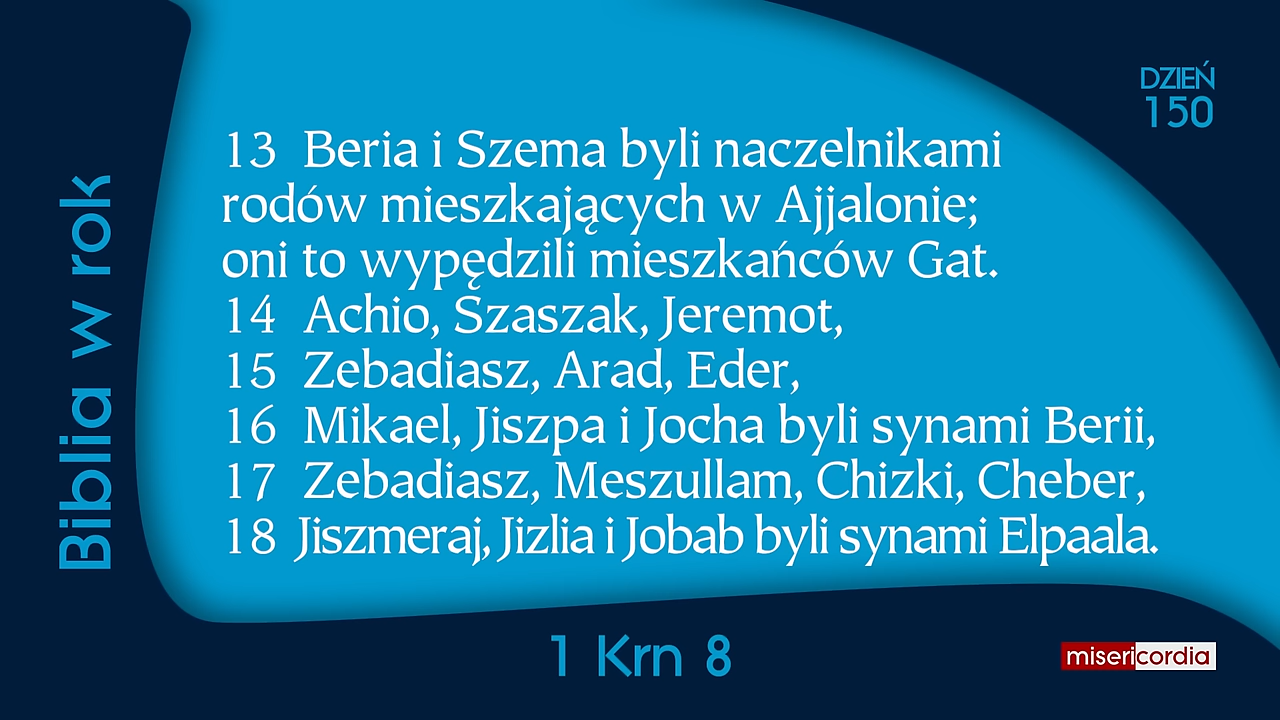 DZIEŃ
150
Biblia w rok
13 Beria i Szema byli naczelnikami
rodów mieszkających w Ajjalonie;
oni to wypędzili mieszkańców Gat.
14 Achio, Szaszak, Jeremot,
15 Zebadiasz, Arad, Eder,
16 Mikael, Jiszpa i Jocha byli synami Berii,
17 Zebadiasz, Meszullam, Chizki, Cheber,
18 Jiszmeraj, Jizlia i Jobab byli synami Elpaala.
1 Krn 8
misericordia